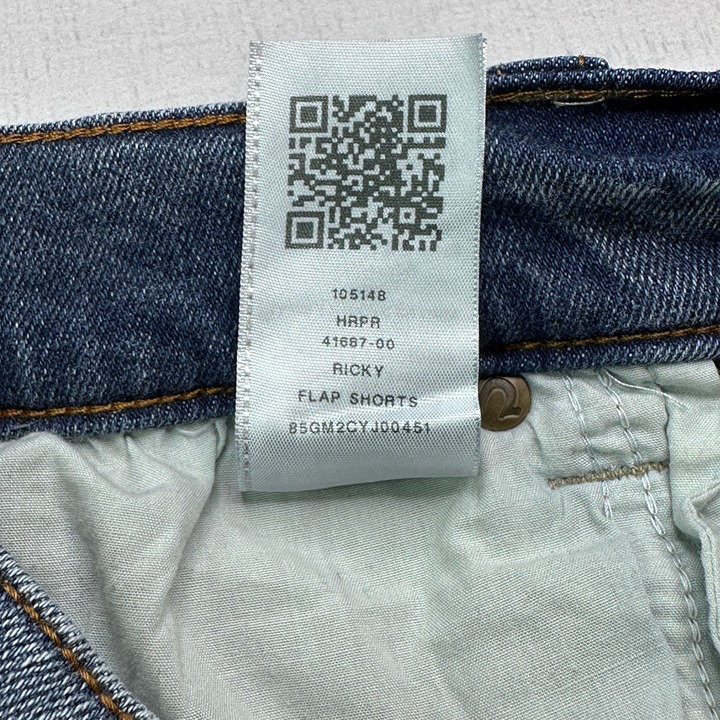 105148
HRPR
41687-00
RICKY
FLAP SHORTS
85GM2CYJ00451